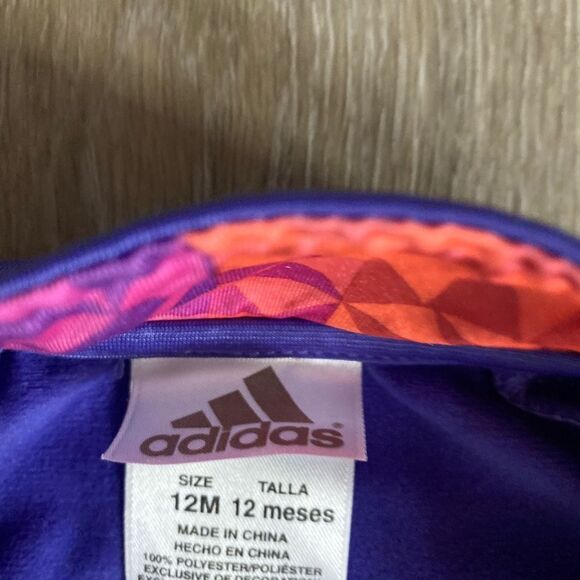 adidas
SIZE TALLA
12M 12 meses
MADE IN CHINA
HECHO EN CHINA
100% POLYESTER/POLIÉSTER
EXCLUSIVE OF DECORATION